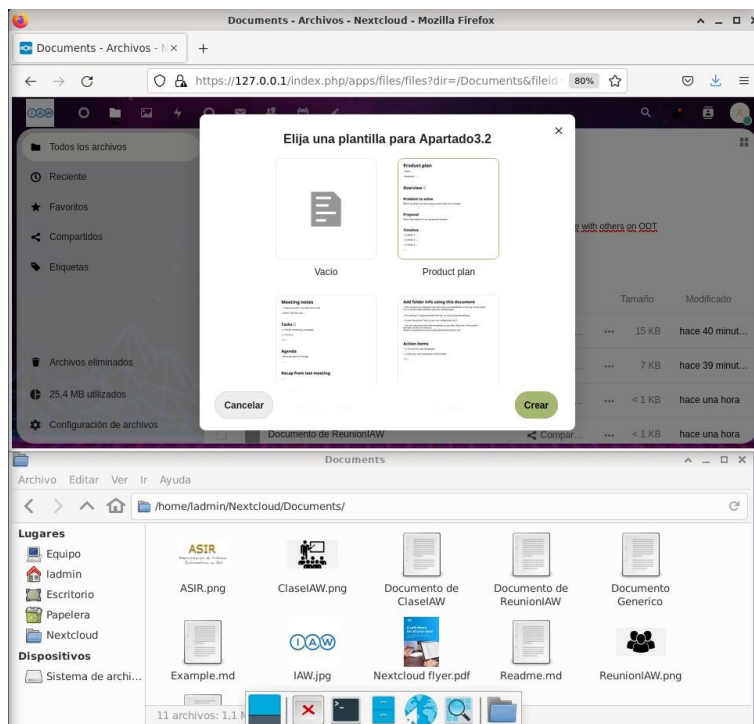 Documents - Archivos - Nextcloud - Mozilla Firefox
Documents - Archivos - N
https://127.0.0.1/index.php/apps/files/files?dir=/Documents&fileid=
80%
IAW
Todos los archivos
Recientes
Favoritos
Compartidos
Etiquetas
Archivos eliminados
25,4 MB utilizados
Configuración de archivos
Elija una plantilla para Apartado3.2
Product plan
Overview
Problem to solve
Proposal
Timeline
Vacío
Product plan
Meeting notes
Tasks
Agenda
Recap from last meeting
Add folder info using this document
Action items
Cancelar
Crear
with others on ODT
Tamaño
Modificado
15 KB
hace 40 minut...
7 KB
hace 39 minut...
< 1 KB
hace una hora
Documento de ReunionIAW
Compar...
< 1 KB
hace una hora
Documents
Archivo Editar Ver Ir Ayuda
/home/ladmin/Nextcloud/Documents/
Lugares
Equipo
ladmin
Escritorio
Papelera
Nextcloud
Dispositivos
Sistema de archi...
ASIR
ASIR.png
ClaseIAW.png
Documento de
ClaseIAW
Documento de
ReunionIAW
Documento
Generico
Example.md
IAW
IAW.jpg
Nextcloud flyer.pdf
Readme.md
ReunionIAW.png
11 archivos: 1,1 M